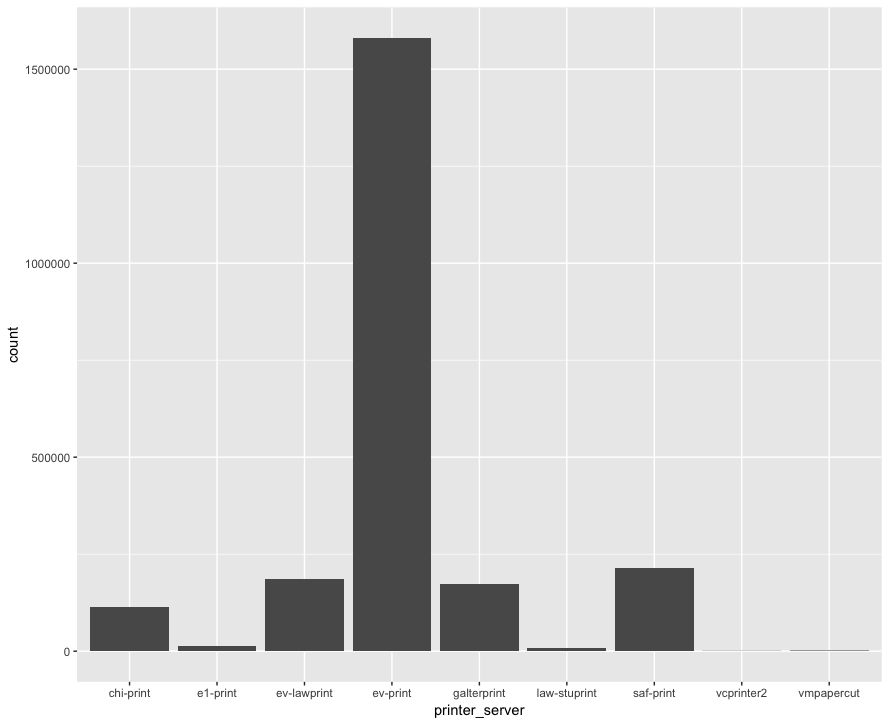 count
1500000
1000000
500000
0
chi-print e1-print ev-lawprint ev-print galterprint law-stuprint saf-print vcprinter2 vmpapercut
printer_server